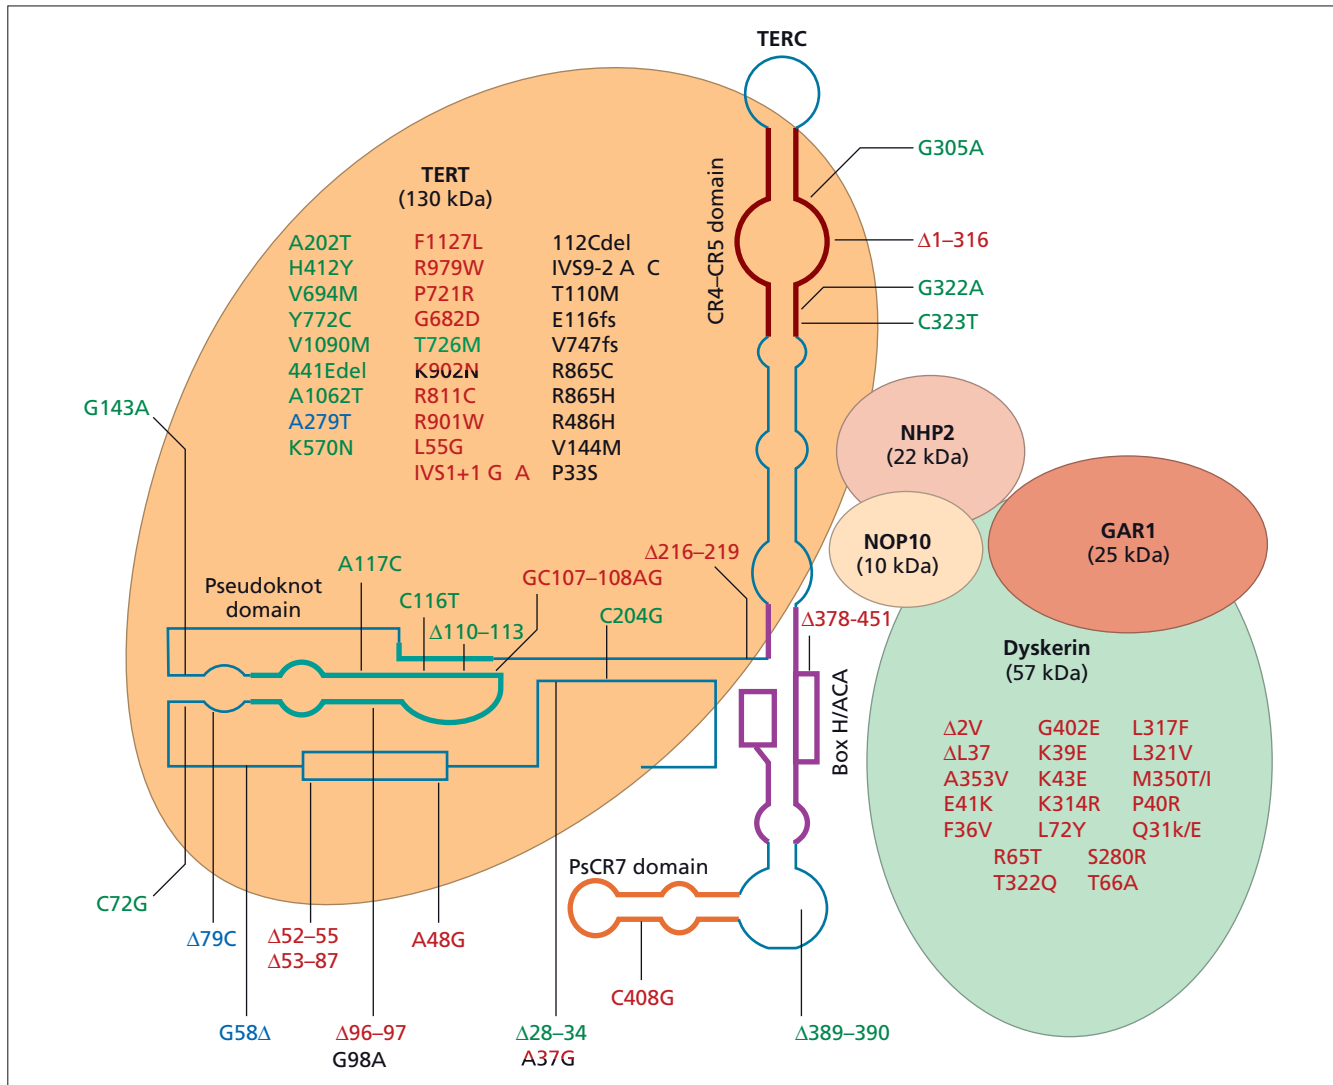 TERC
G305A
CR4–CR5 domain
Δ1–316
G322A
C323T
TERT
(130 kDa)
A202T F1127L 112Cdel
H412Y R979W IVS9-2 A C
V694M P721R T110M
Y772C G682D E116fs
V1090M T726M V747fs
441Edel K902N R865C
A1062T R811C R865H
A279T R901W R486H
K570N L55G V144M
IVS1+1 G A P33S
G143A
NHP2
(22 kDa)
GAR1
(25 kDa)
NOP10
(10 kDa)
Dyskerin
(57 kDa)
Δ2V G402E L317F
ΔL37 K39E L321V
A353V K43E M350T/I
E41K K314R P40R
F36V L72Y Q31k/E
R65T S280R
T322Q T66A
Pseudoknot
domain
A117C
C116T
Δ110–113
GC107–108AG
C204G
Δ216–219
Δ378-451
Box H/ACA
PsCR7 domain
C72G
Δ79C
Δ52–55
Δ53–87
A48G
C408G
G58Δ
Δ96–97
G98A
Δ28–34
A37G
Δ389–390